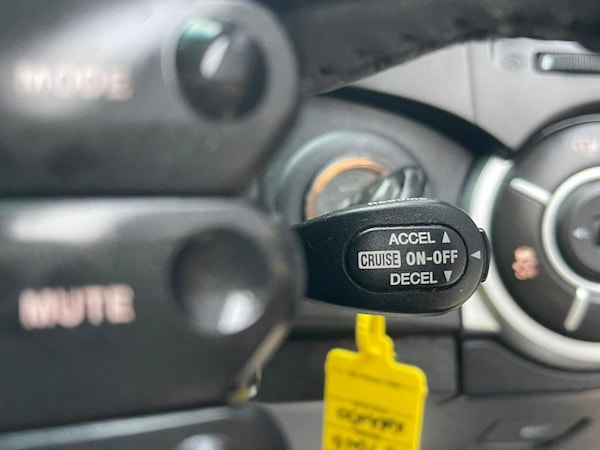 MODE
MUTE
ACCEL ▲
CRUISE ON-OFF ◄
DECEL ▼